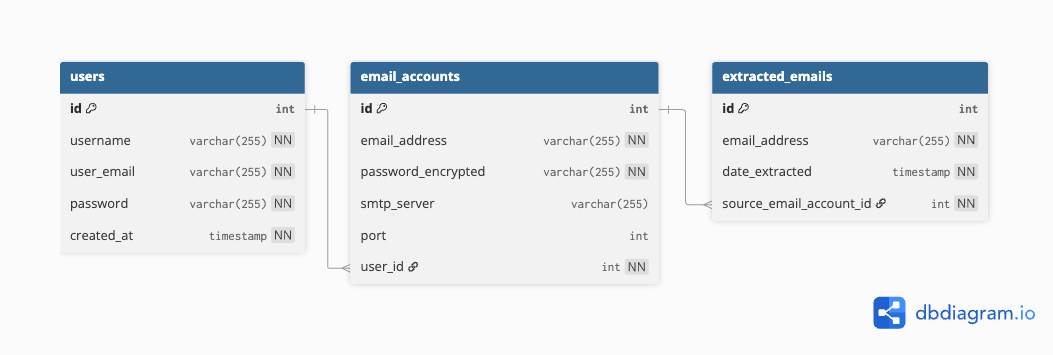 users
id int
username varchar(255) NN
user_email varchar(255) NN
password varchar(255) NN
created_at timestamp NN
email_accounts
id int
email_address varchar(255) NN
password_encrypted varchar(255) NN
smtp_server varchar(255)
port int
user_id int NN
extracted_emails
id int
email_address varchar(255) NN
date_extracted timestamp NN
source_email_account_id int NN
dbdiagram.io